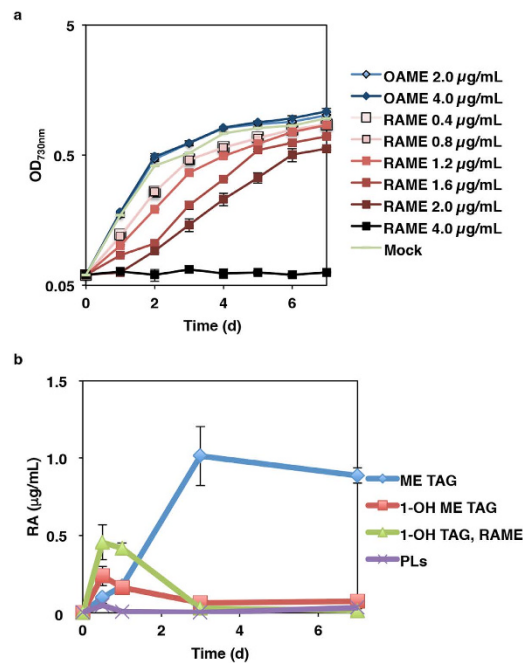 a
5
0.5
0.05
OD730nm
0
2
4
6
Time (d)
OAME 2.0 µg/mL
OAME 4.0 µg/mL
RAME 0.4 µg/mL
RAME 0.8 µg/mL
RAME 1.2 µg/mL
RAME 1.6 µg/mL
RAME 2.0 µg/mL
RAME 4.0 µg/mL
Mock
b
RA (µg/mL)
1.5
1.0
0.5
0
0
2
4
6
Time (d)
ME TAG
1-OH ME TAG
1-OH TAG, RAME
PLs